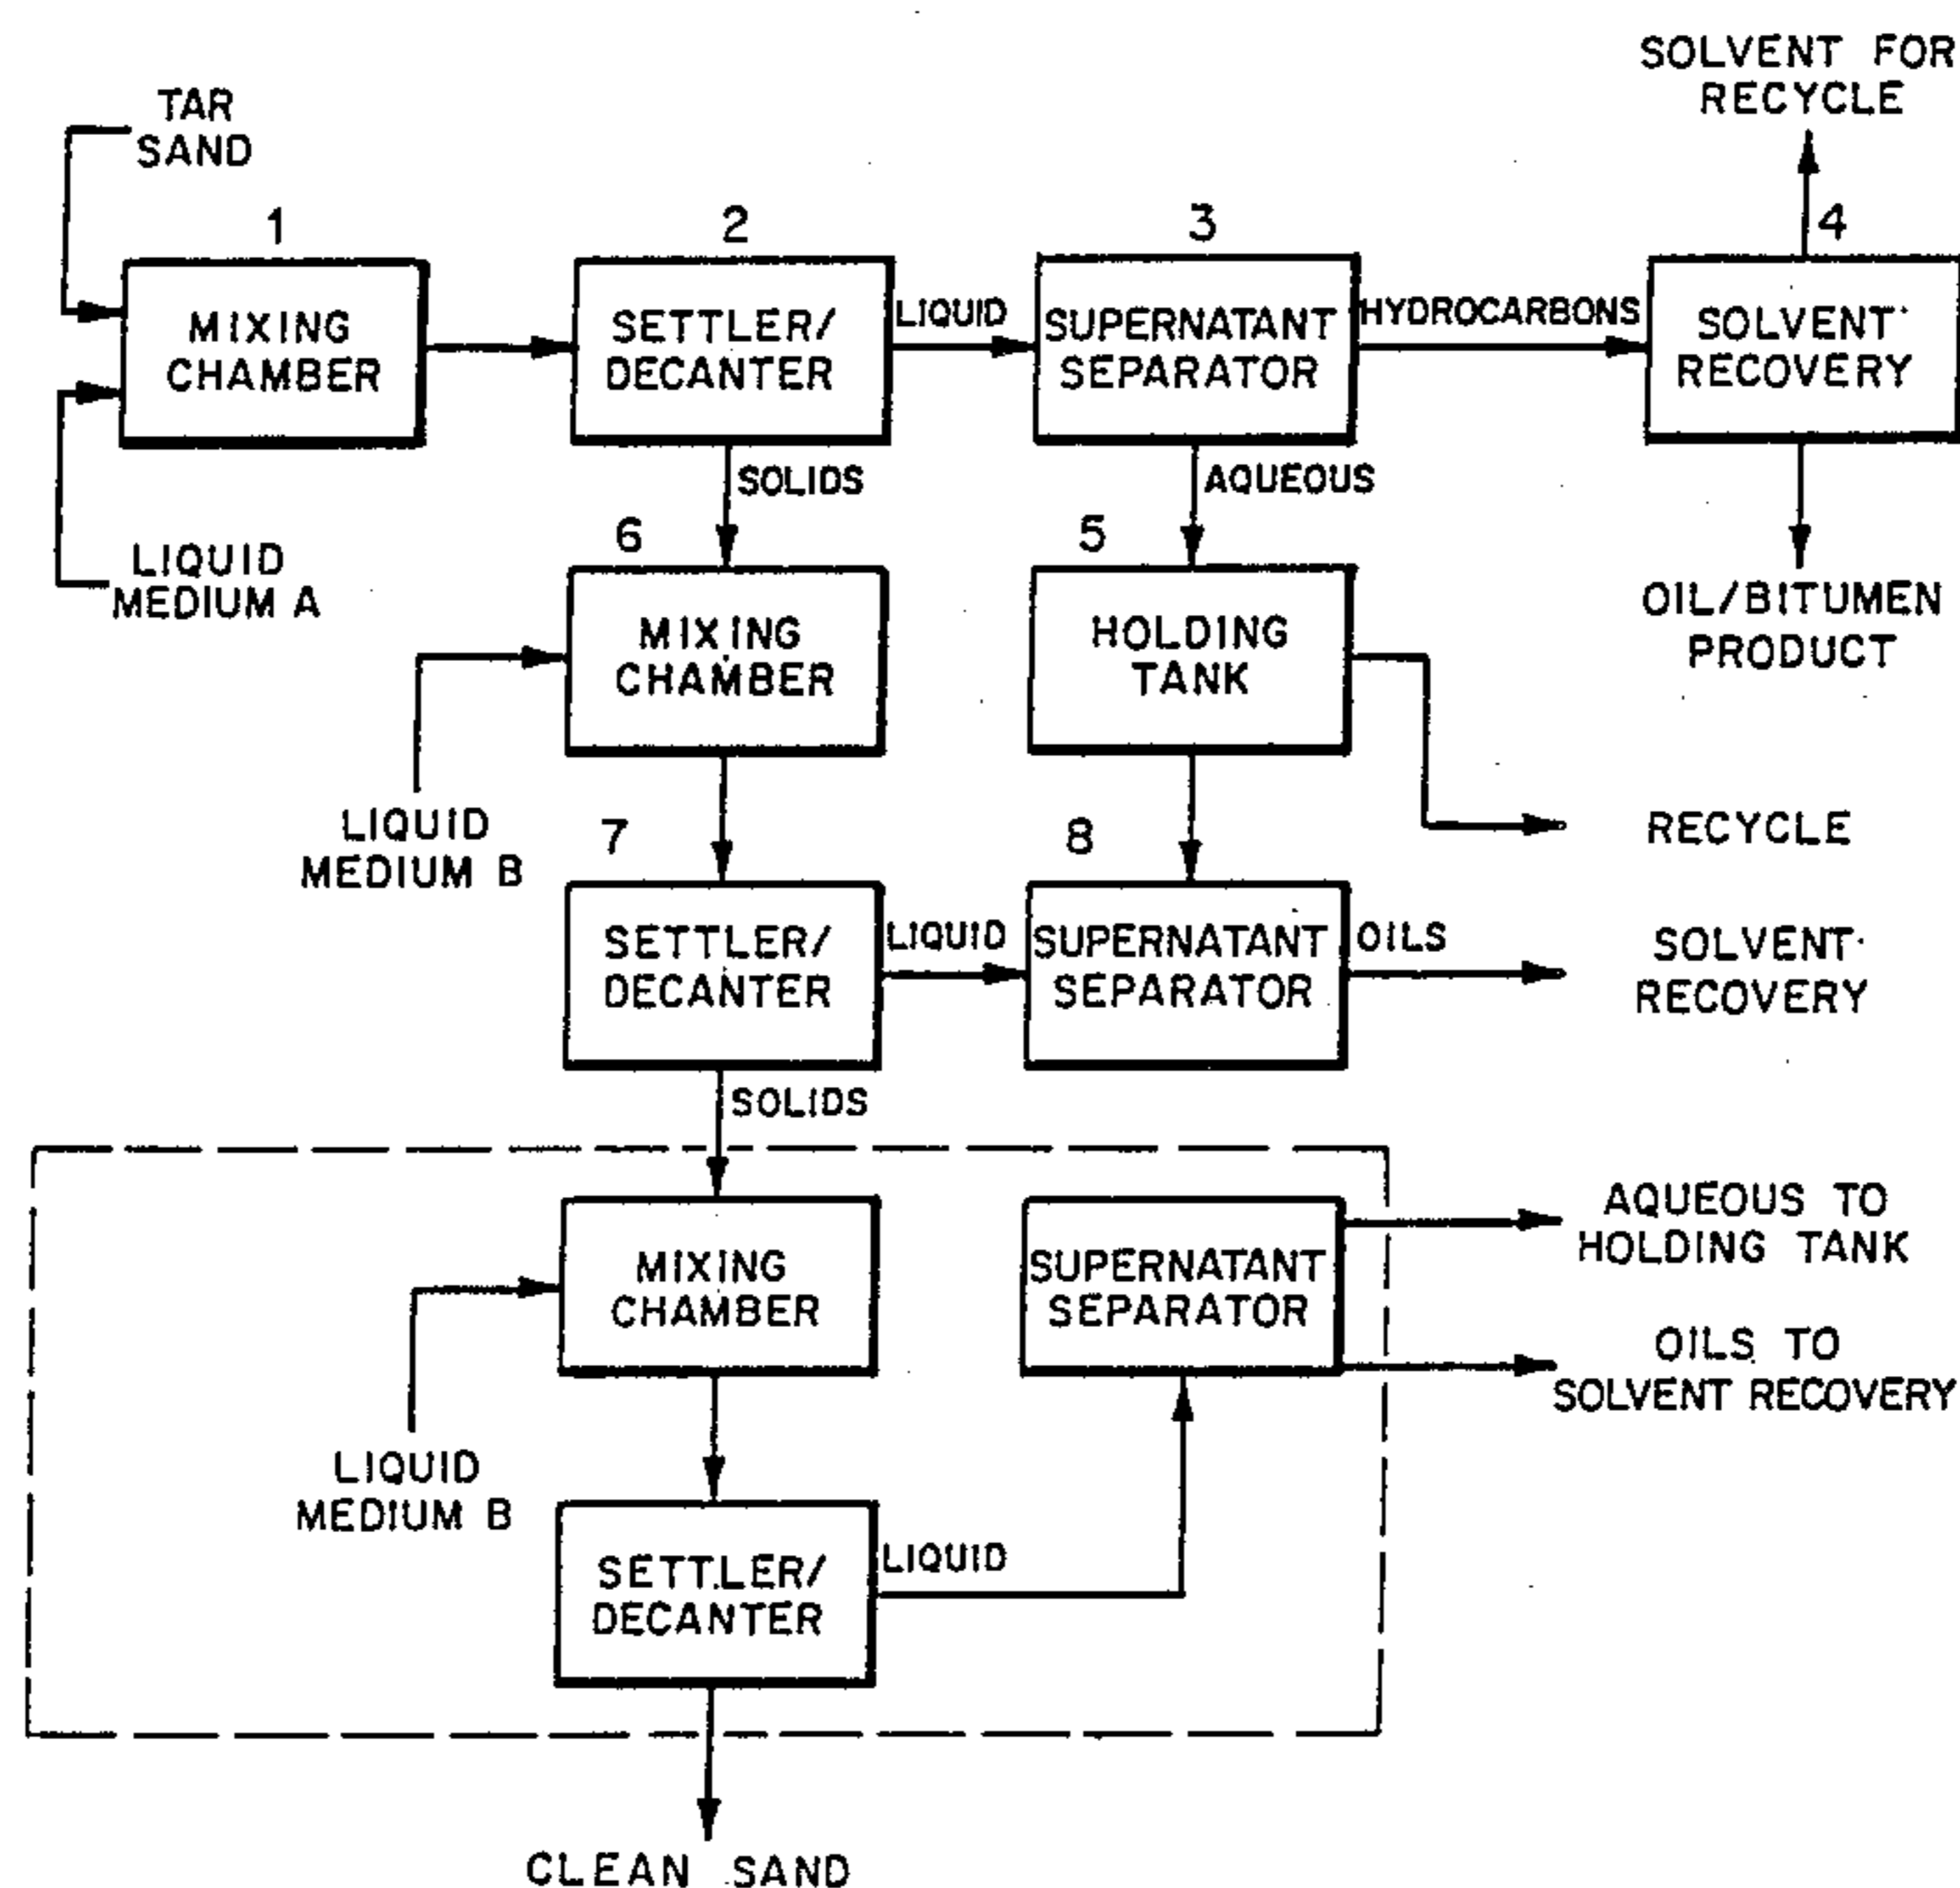 SOLVENT FOR
RECYCLE
TAR
SAND
1
2
3
4
MIXING
CHAMBER
SETTLER/
DECANTER
LIQUID
SUPERNATANT
SEPARATOR
HYDROCARBONS
SOLVENT
RECOVERY
SOLIDS
AQUEOUS
LIQUID
MEDIUM A
6
5
OIL/BITUMEN
PRODUCT
MIXING
CHAMBER
HOLDING
TANK
LIQUID
MEDIUM B
7
8
RECYCLE
SETTLER/
DECANTER
LIQUID
SUPERNATANT
SEPARATOR
OILS
SOLVENT
RECOVERY
SOLIDS
MIXING
CHAMBER
SUPERNATANT
SEPARATOR
AQUEOUS TO
HOLDING TANK
OILS TO
SOLVENT RECOVERY
LIQUID
MEDIUM B
SETTLER/
DECANTER
LIQUID
CLEAN SAND